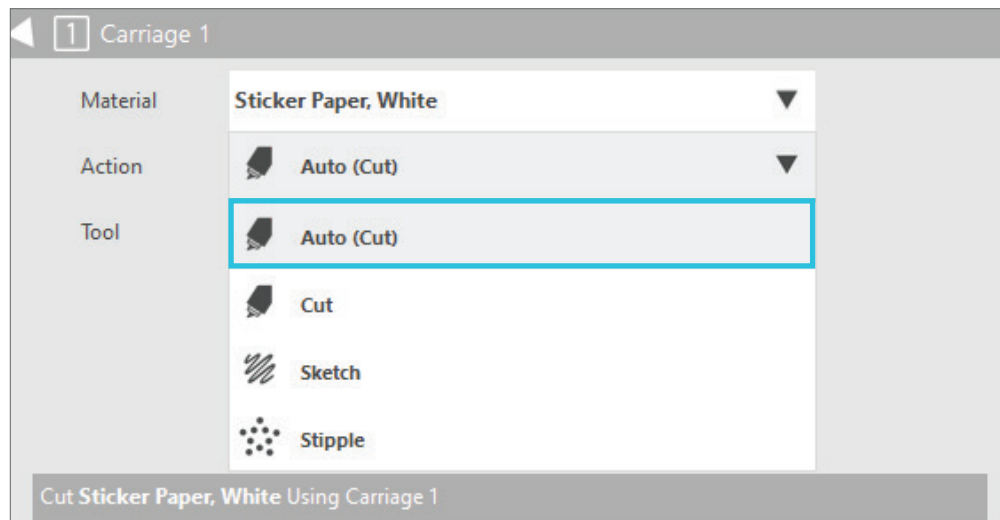 1 Carriage 1
Material Sticker Paper, White
Action Auto (Cut)
Tool Auto (Cut)
Cut
Sketch
Stipple
Cut Sticker Paper, White Using Carriage 1